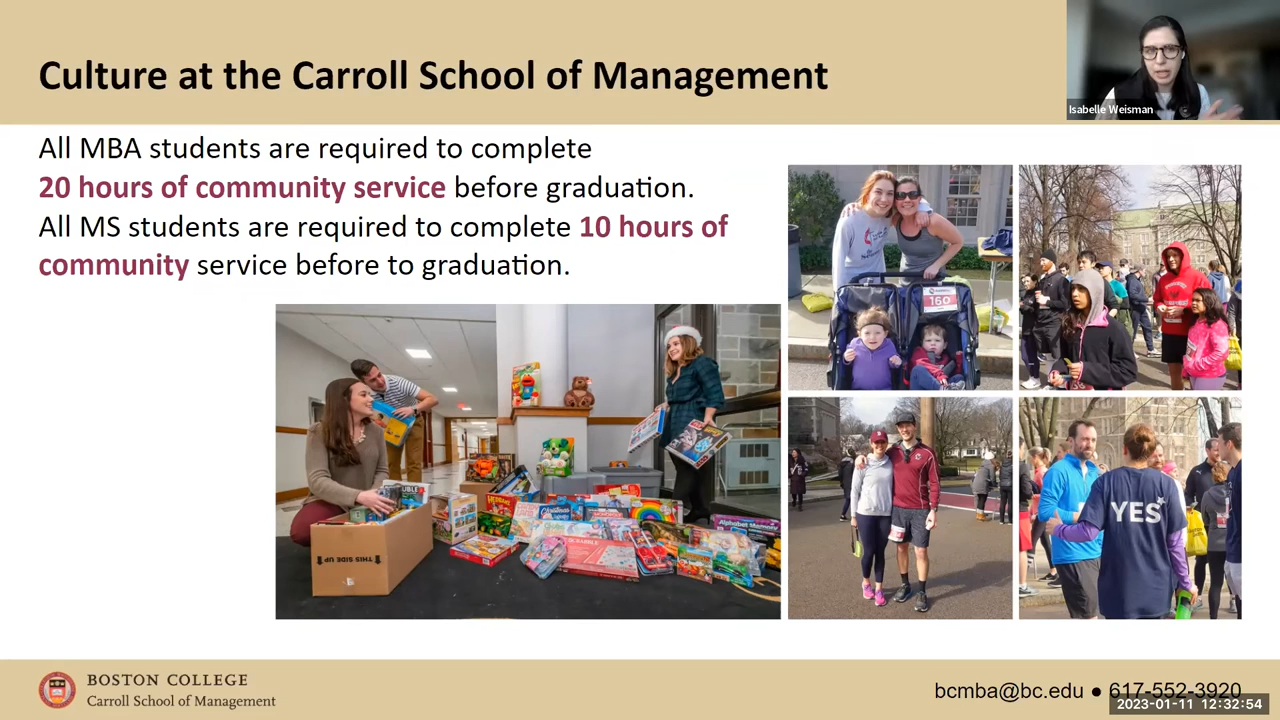 Culture at the Carroll School of Management
Isabelle Weisman
All MBA students are required to complete
20 hours of community service before graduation.
All MS students are required to complete 10 hours of
community service before to graduation.
160
YES
THIS SIDE UP
SCRABBLE
Christmas
Alphabet Memory
BOSTON COLLEGE
Carroll School of Management
bcmba@bc.edu ● 617-552-3920
2023-01-11 12:32:54